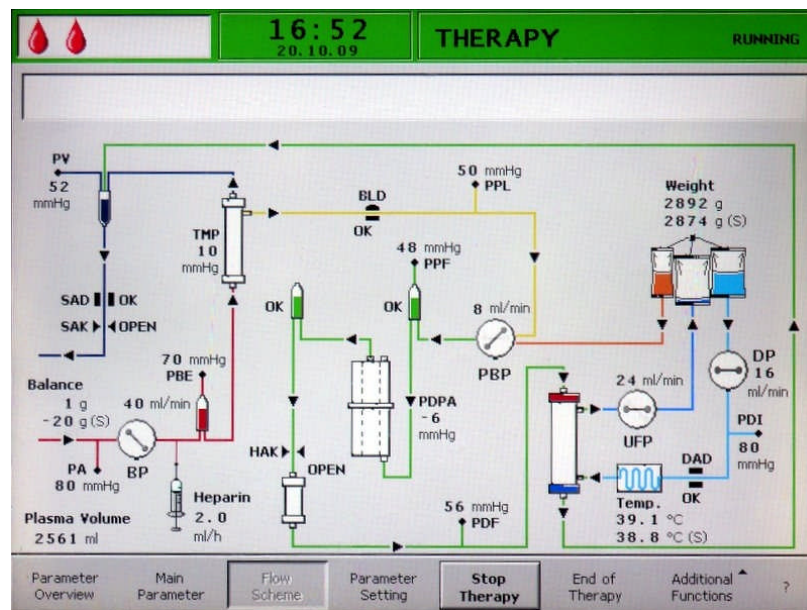 16:52
20.10.09
THERAPY
RUNNING
PV
52
mmHg
TMP
10
mmHg
BLD
OK
50 mmHg
PPL
Weight
2892 g
2874 g (S)
48 mmHg
PPF
SAD OK
SAK OPEN
OK
OK
8 ml/min
PBP
70 mmHg
PBE
Balance
1 g
-20 g (S)
40 ml/min
BP
PA
80 mmHg
PDPA
-6
mmHg
24 ml/min
UFP
DP
16
ml/min
PDI
80
mmHg
HAK OPEN
DAD
OK
Heparin
2.0
ml/h
56 mmHg
PDF
Temp.
39.1 °C
38.8 °C (S)
Plasma Volume
2561 ml
Parameter
Overview
Main
Parameter
Flow
Scheme
Parameter
Setting
Stop
Therapy
End of
Therapy
Additional
Functions
?